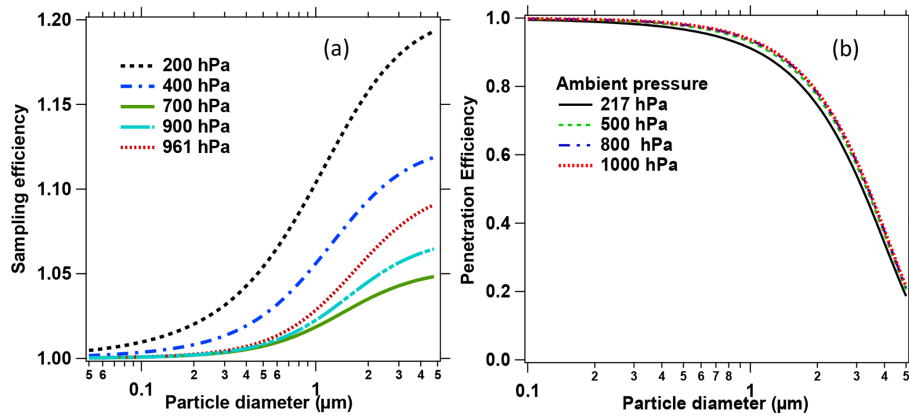 (a)
200 hPa
400 hPa
700 hPa
900 hPa
961 hPa
1.20
1.15
1.10
1.05
1.00
Sampling efficiency
5 6 0.1 2 3 4 5 6 1 2 3 4 5
Particle diameter (µm)
(b)
Ambient pressure
217 hPa
500 hPa
800 hPa
1000 hPa
1.0
0.8
0.6
0.4
0.2
0.0
Penetration Efficiency
0.1 2 3 4 5 6 7 8 1 2 3 4 5
Particle diameter (µm)